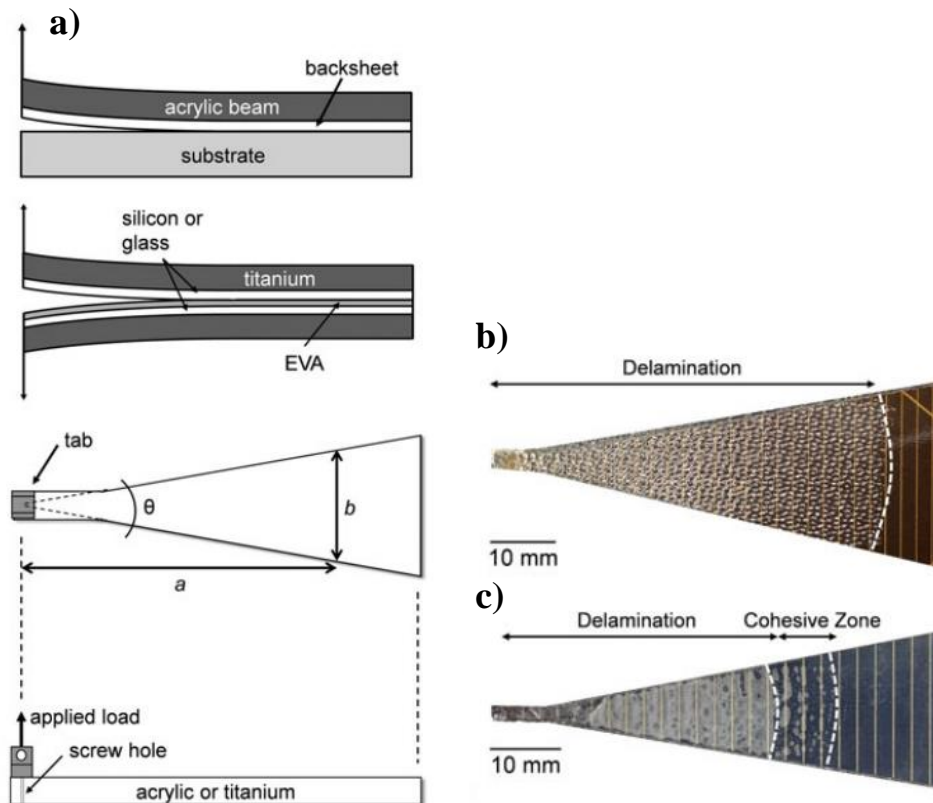 a)
backsheet
acrylic beam
substrate
silicon or
glass
titanium
EVA
tab
θ
b
a
applied load
screw hole
acrylic or titanium
b)
Delamination
10 mm
c)
Delamination
Cohesive Zone
10 mm